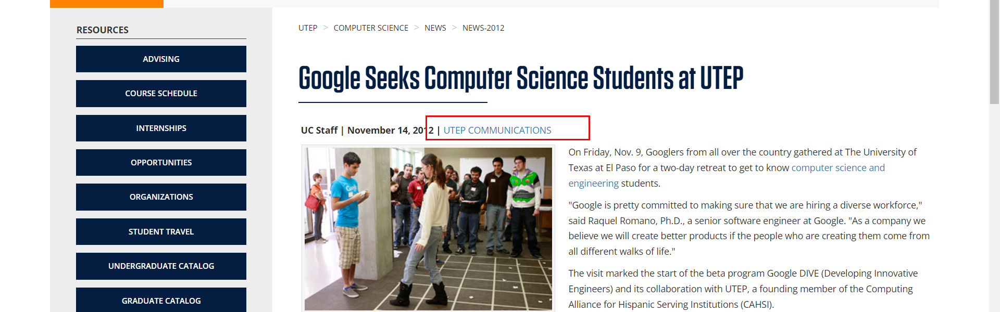 RESOURCES
ADVISING
COURSE SCHEDULE
INTERNSHIPS
OPPORTUNITIES
ORGANIZATIONS
STUDENT TRAVEL
UNDERGRADUATE CATALOG
GRADUATE CATALOG
UTEP > COMPUTER SCIENCE > NEWS > NEWS-2012
Google Seeks Computer Science Students at UTEP
UC Staff | November 14, 2012 | UTEP COMMUNICATIONS
On Friday, Nov. 9, Googlers from all over the country gathered at The University of
Texas at El Paso for a two-day retreat to get to know computer science and
engineering students.
"Google is pretty committed to making sure that we are hiring a diverse workforce,"
said Raquel Romano, Ph.D., a senior software engineer at Google. "As a company we
believe we will create better products if the people who are creating them come from
all different walks of life."
The visit marked the start of the beta program Google DIVE (Developing Innovative
Engineers) and its collaboration with UTEP, a founding member of the Computing
Alliance for Hispanic Serving Institutions (CAHSI).